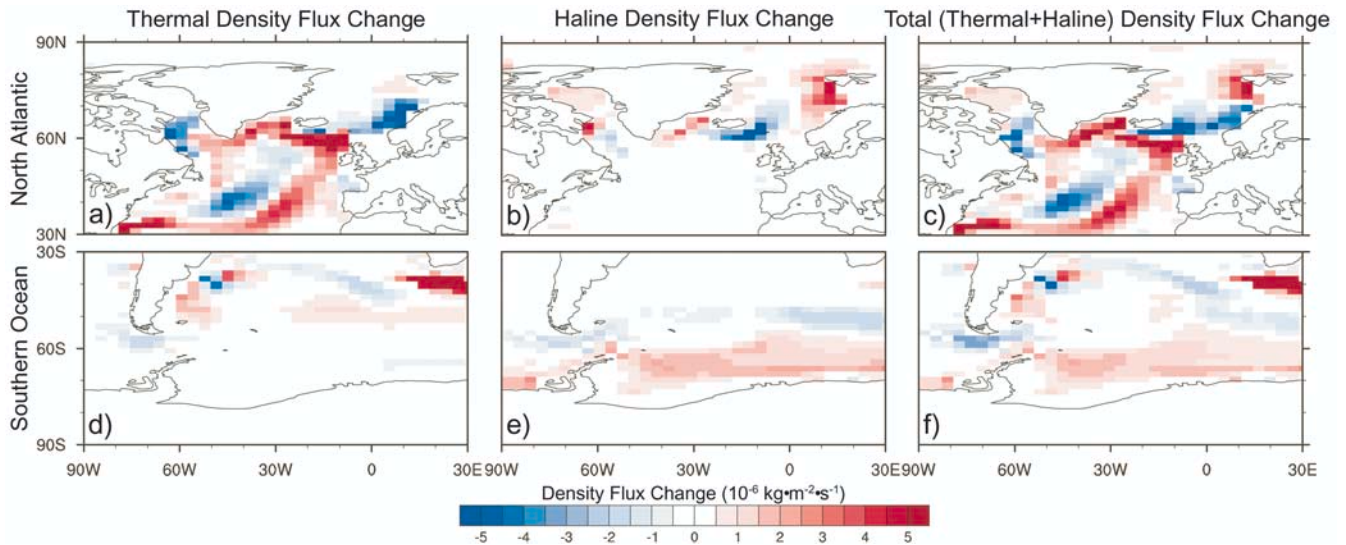 Thermal Density Flux Change
Haline Density Flux Change
Total (Thermal+Haline) Density Flux Change
North Atlantic
90N
60N
30N
a)
b)
c)
Southern Ocean
30S
60S
90S
d)
e)
f)
90W 60W 30W 0 30E
90W 60W 30W 0 30E
90W 60W 30W 0 30E
Density Flux Change (10⁻⁶ kg•m⁻²•s⁻¹)
-5 -4 -3 -2 -1 0 1 2 3 4 5